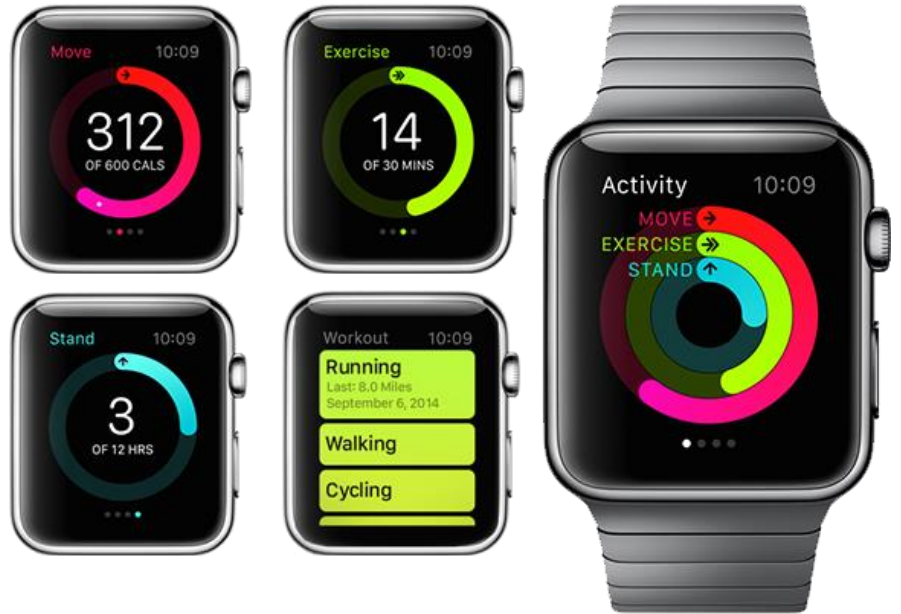 Move 10:09
312
OF 600 CALS
Exercise 10:09
14
OF 30 MINS
Activity 10:09
MOVE
EXERCISE
STAND
Stand 10:09
3
OF 12 HRS
Workout 10:09
Running
Last: 8.0 Miles
September 6, 2014
Walking
Cycling